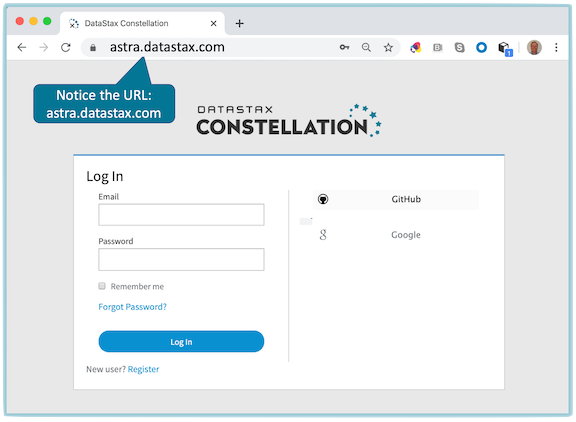 DataStax Constellation
astra.datastax.com
1
Notice the URL:
astra.datastax.com
DATASTAX
CONSTELLATION
Log In
Email
Password
Remember me
Forgot Password?
Log In
New user? Register
GitHub
Google